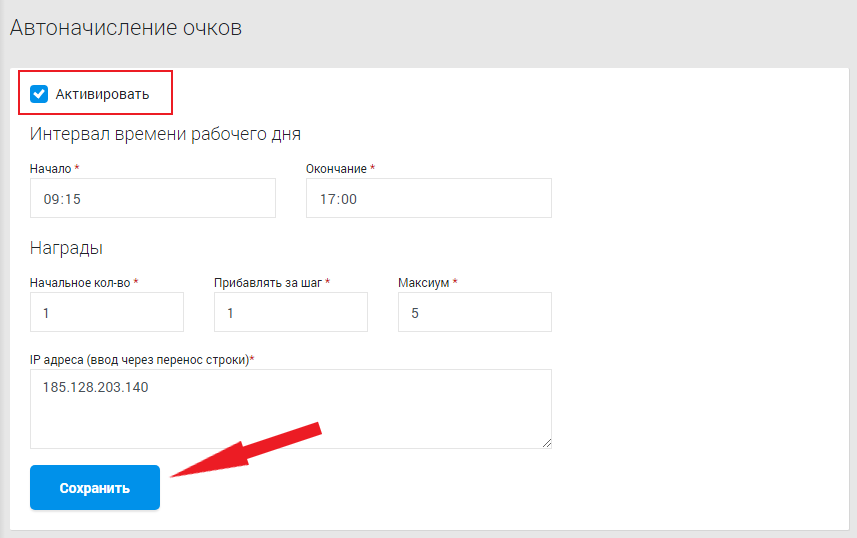 Автоначисление очков
Активировать
Интервал времени рабочего дня
Начало * Окончание *
09:15 17:00
Награды
Начальное кол-во * Прибавлять за шаг * Максиум *
1 1 5
IP адреса (ввод через перенос строки)*
185.128.203.140
Сохранить